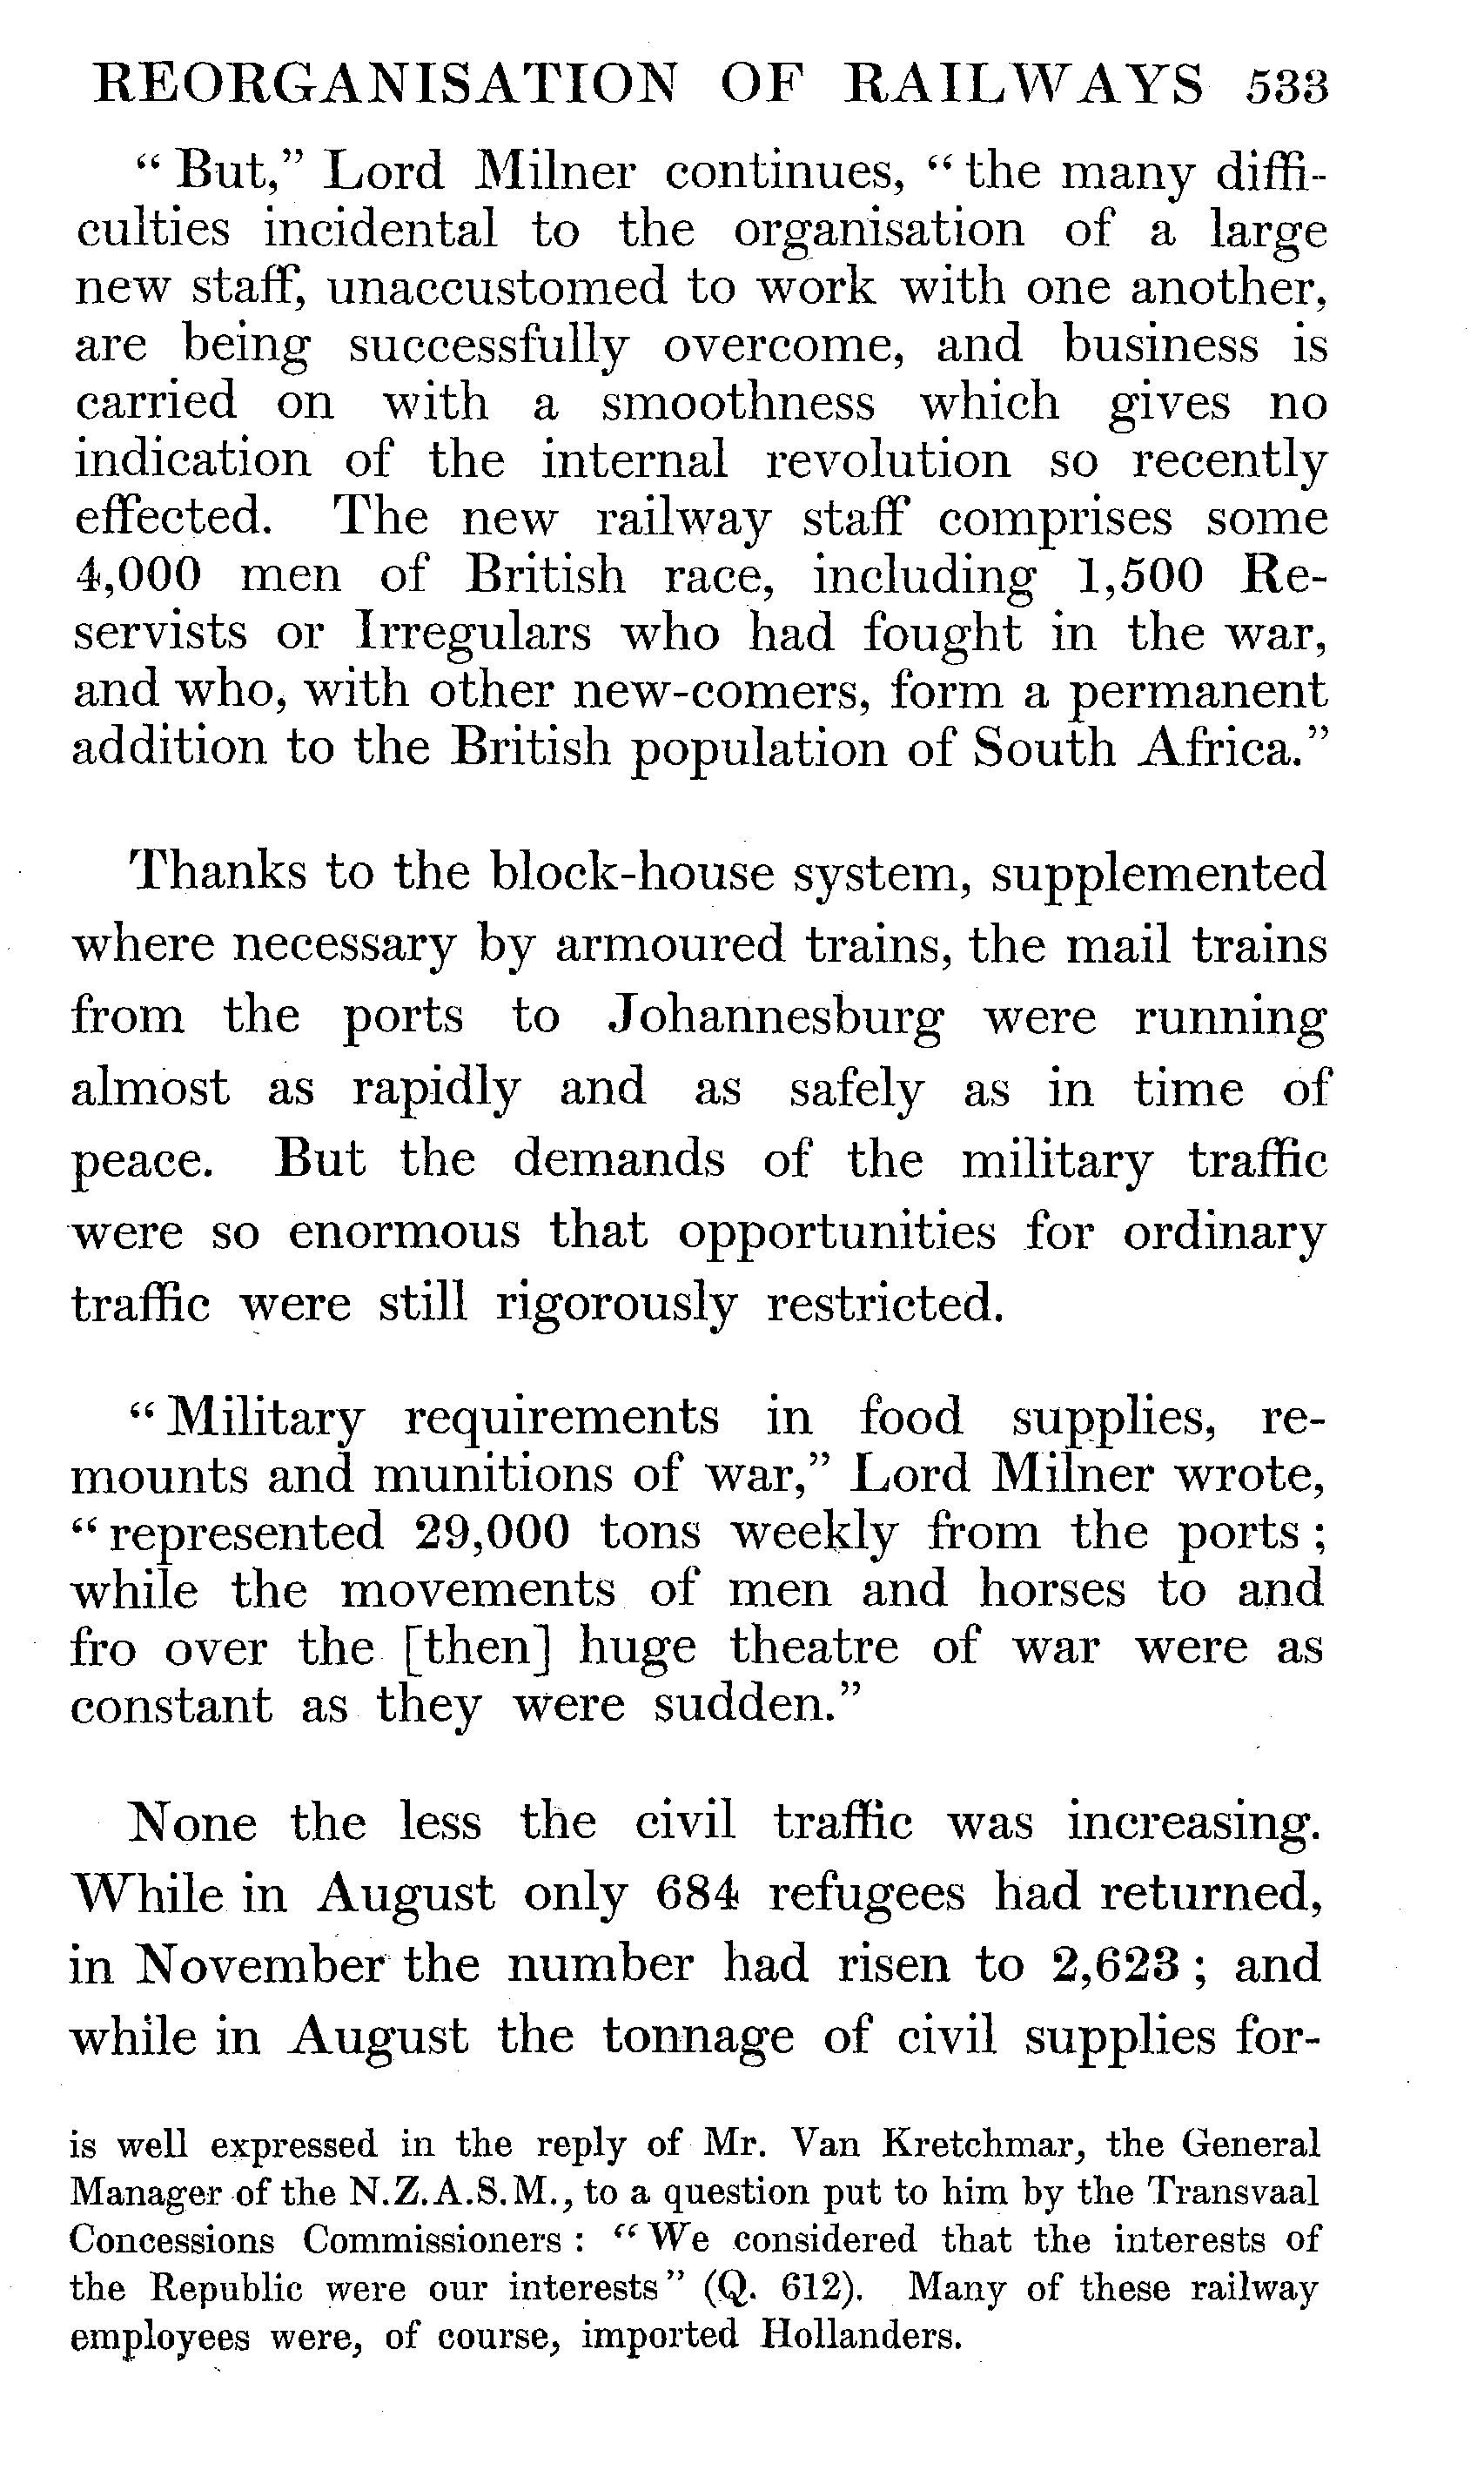 REORGANISATION OF RAILWAYS 533
“ But,” Lord Milner continues, “ the many diffi-
culties incidental to the organisation of a large
new staff, unaccustomed to work with one another,
are being successfully overcome, and business is
carried on with a smoothness which gives no
indication of the internal revolution so recently
effected. The new railway staff comprises some
4,000 men of British race, including 1,500 Re-
servists or Irregulars who had fought in the war,
and who, with other new-comers, form a permanent
addition to the British population of South Africa.”
Thanks to the block-house system, supplemented
where necessary by armoured trains, the mail trains
from the ports to Johannesburg were running
almost as rapidly and as safely as in time of
peace. But the demands of the military traffic
were so enormous that opportunities for ordinary
traffic were still rigorously restricted.
“ Military requirements in food supplies, re-
mounts and munitions of war,” Lord Milner wrote,
“ represented 29,000 tons weekly from the ports ;
while the movements of men and horses to and
fro over the [then] huge theatre of war were as
constant as they were sudden.”
None the less the civil traffic was increasing.
While in August only 684 refugees had returned,
in November the number had risen to 2,623 ; and
while in August the tonnage of civil supplies for-
is well expressed in the reply of Mr. Van Kretchmar, the General
Manager of the N.Z.A.S.M., to a question put to him by the Transvaal
Concessions Commissioners : “ We considered that the interests of
the Republic were our interests” (Q. 612). Many of these railway
employees were, of course, imported Hollanders.